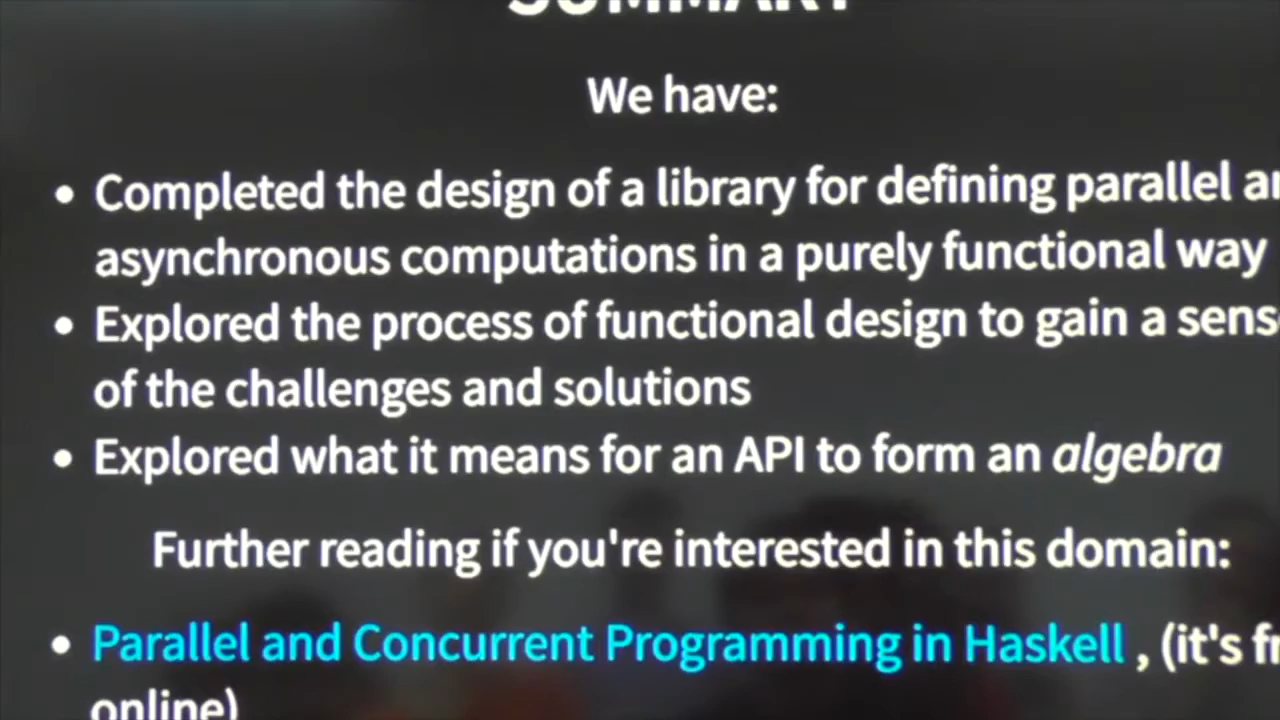 SUMMARY
We have:
• Completed the design of a library for defining parallel
asynchronous computations in a purely functional way
• Explored the process of functional design to gain a
of the challenges and solutions
• Explored what it means for an API to form an algebra
Further reading if you're interested in this domain:
• Parallel and Concurrent Programming in Haskell , (it's
online)